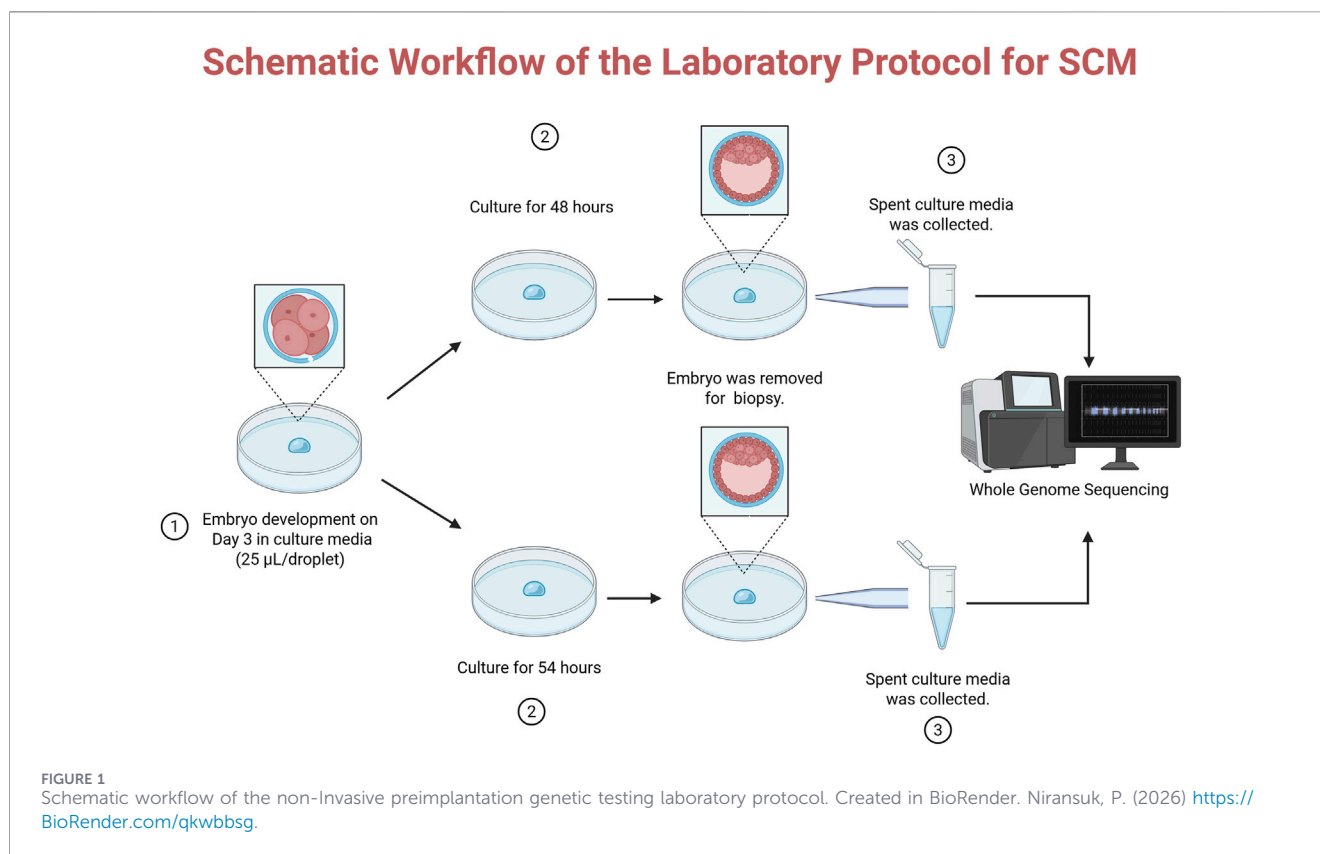 Schematic Workflow of the Laboratory Protocol for SCM
2
Culture for 48 hours
3
Spent culture media
was collected.
1
Embryo development on
Day 3 in culture media
(25 µL/droplet)
Embryo was removed
for biopsy.
Whole Genome Sequencing
Culture for 54 hours
2
Spent culture media
was collected.
3
FIGURE 1
Schematic workflow of the non-Invasive preimplantation genetic testing laboratory protocol. Created in BioRender. Niransuk, P. (2026) https://
BioRender.com/qkwbbsg.